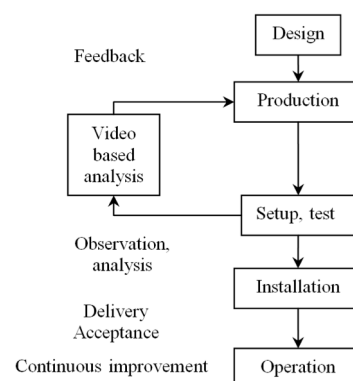 Design
Feedback
Production
Video
based
analysis
Setup, test
Observation,
analysis
Installation
Delivery
Acceptance
Continuous improvement
Operation